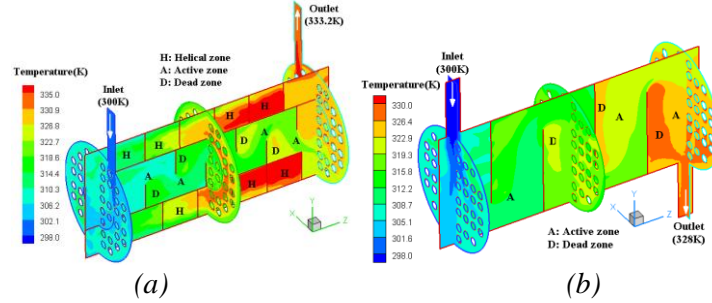 Outlet
(333.2K)
H: Helical zone
A: Active zone
D: Dead zone
Temperature(K)
Inlet
(300K)
335.0
330.9
326.8
322.7
318.6
314.5
310.4
306.2
302.1
298.0
H
H
H
H
H
H
A
D
D
A
A
D
A
D
A
H
H
H
H
X
Y
Z
(a)
Inlet
(300K)
Temperature(K)
330.0
326.4
322.9
319.3
315.8
312.2
308.7
305.1
301.6
298.0
D
D
A
A
D
A
A
A: Active zone
D: Dead zone
Outlet
(328K)
X
Y
Z
(b)